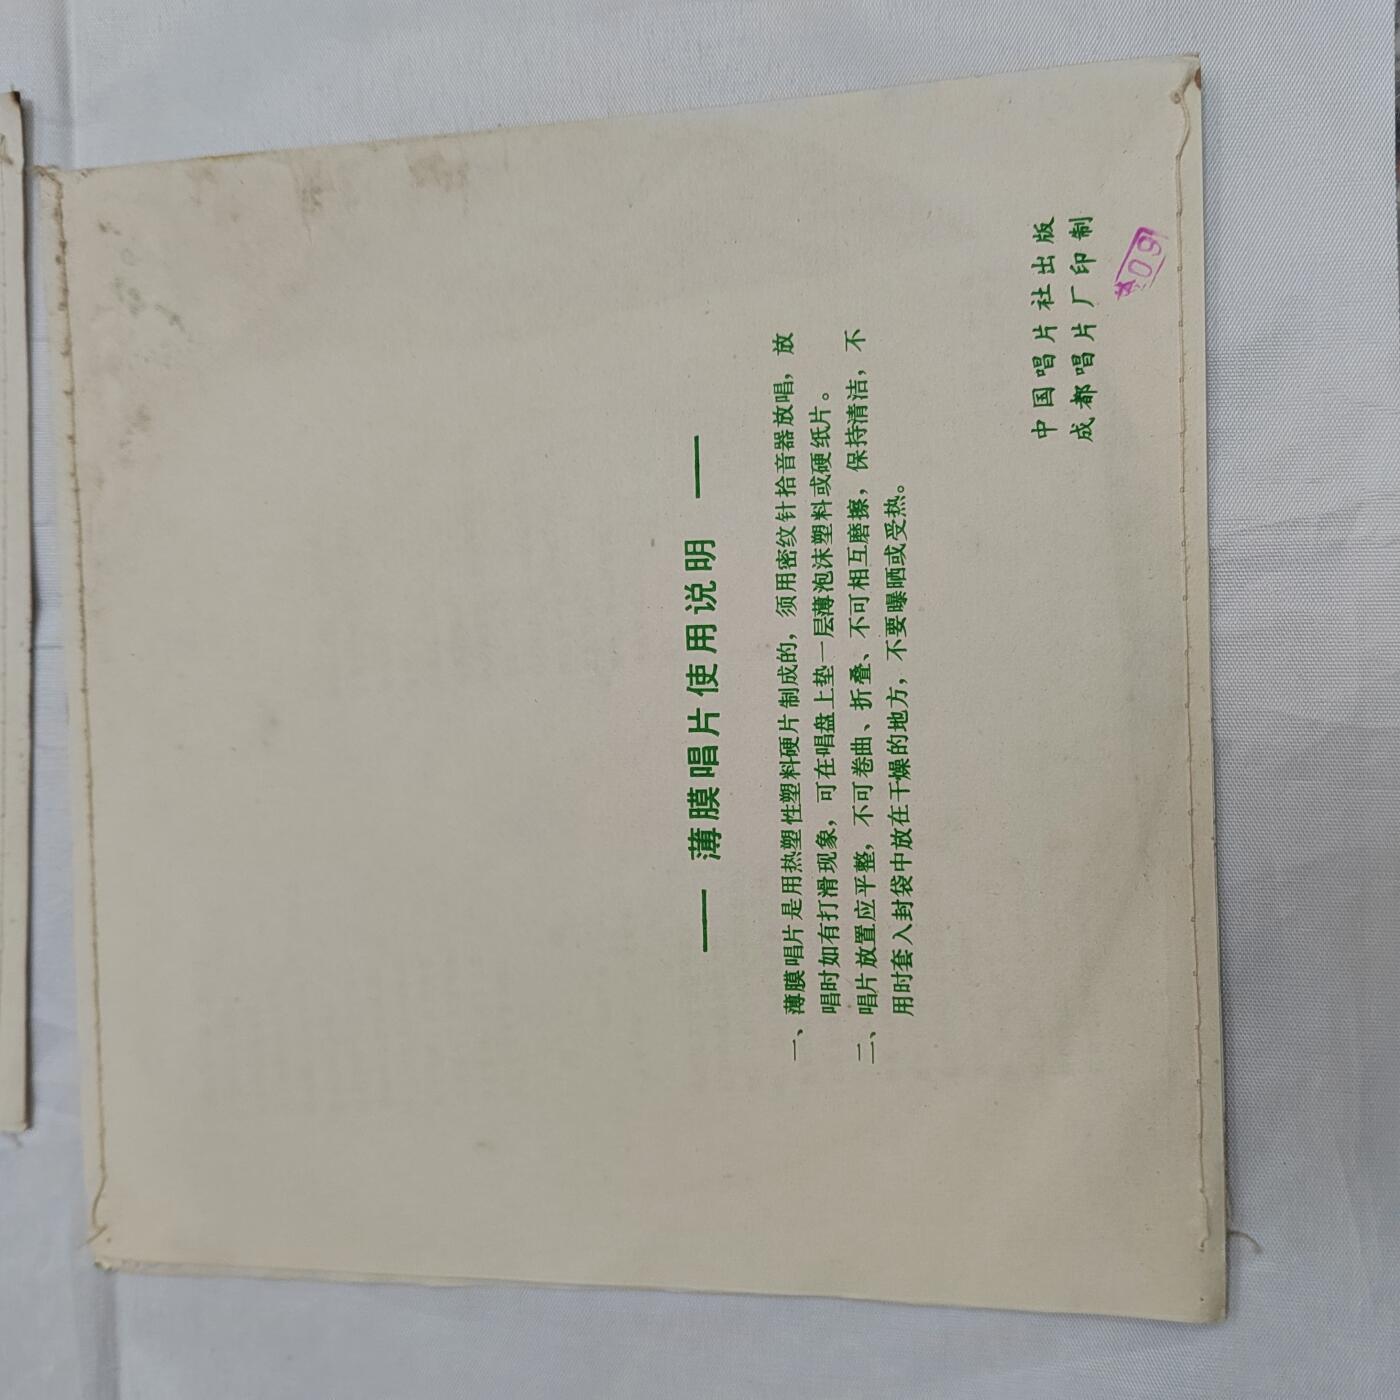 —— 薄膜唱片使用说明 ——
一、薄膜唱片是用热塑性塑料硬片制成的，须用密纹针拾音器放唱，放
唱时如有打滑现象，可在唱盘上垫一层薄泡沫塑料或硬纸片。
二、唱片放置应平整，不可卷曲、折叠、不可相互磨擦，保持清洁，不
用时套入封袋中放在干燥的地方，不要曝晒或受热。
中国唱片社出版
成都唱片厂印制